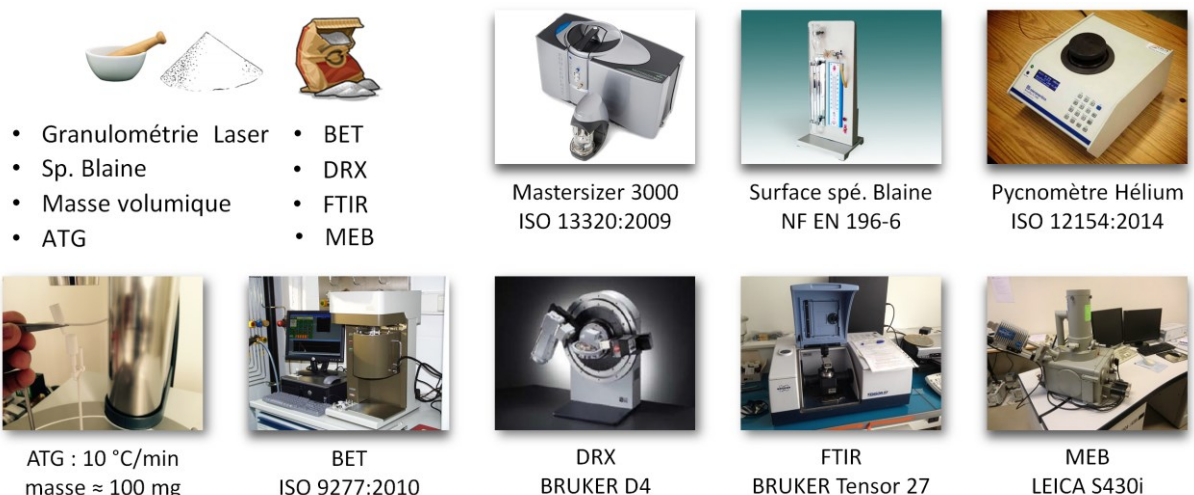 • Granulométrie Laser
• Sp. Blaine
• Masse volumique
• ATG
• BET
• DRX
• FTIR
• MEB
Mastersizer 3000
ISO 13320:2009
Surface spé. Blaine
NF EN 196-6
Pycnomètre Hélium
ISO 12154:2014
ATG : 10 °C/min
masse ≈ 100 mg
BET
ISO 9277:2010
DRX
BRUKER D4
FTIR
BRUKER Tensor 27
MEB
LEICA S430i